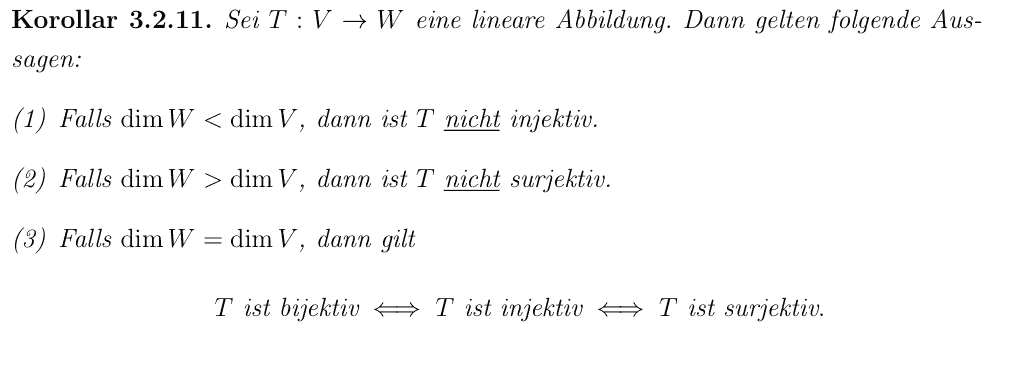 Korollar 3.2.11. Sei T : V → W eine lineare Abbildung. Dann gelten folgende Aus-
sagen:
(1) Falls dim W < dim V, dann ist T nicht injektiv.
(2) Falls dim W > dim V, dann ist T nicht surjektiv.
(3) Falls dim W = dim V, dann gilt
T ist bijektiv ⟺ T ist injektiv ⟺ T ist surjektiv.